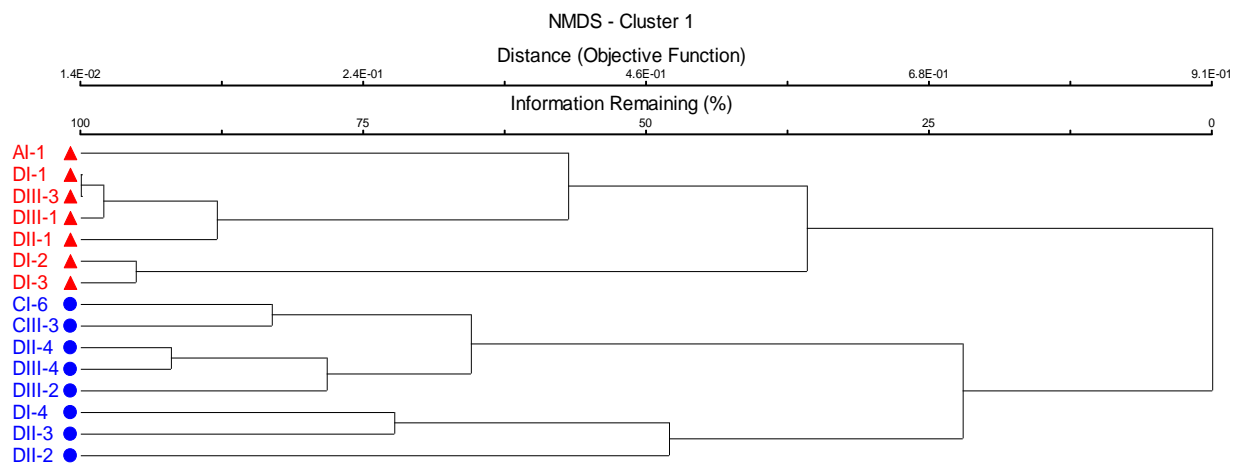 NMDS - Cluster 1
Distance (Objective Function)
1.4E-02 2.4E-01 4.6E-01 6.8E-01 9.1E-01
Information Remaining (%)
100 75 50 25 0
AI-1
DI-1
DIII-3
DIII-1
DII-1
DI-2
DI-3
CI-6
CIII-3
DII-4
DIII-4
DIII-2
DI-4
DII-3
DII-2